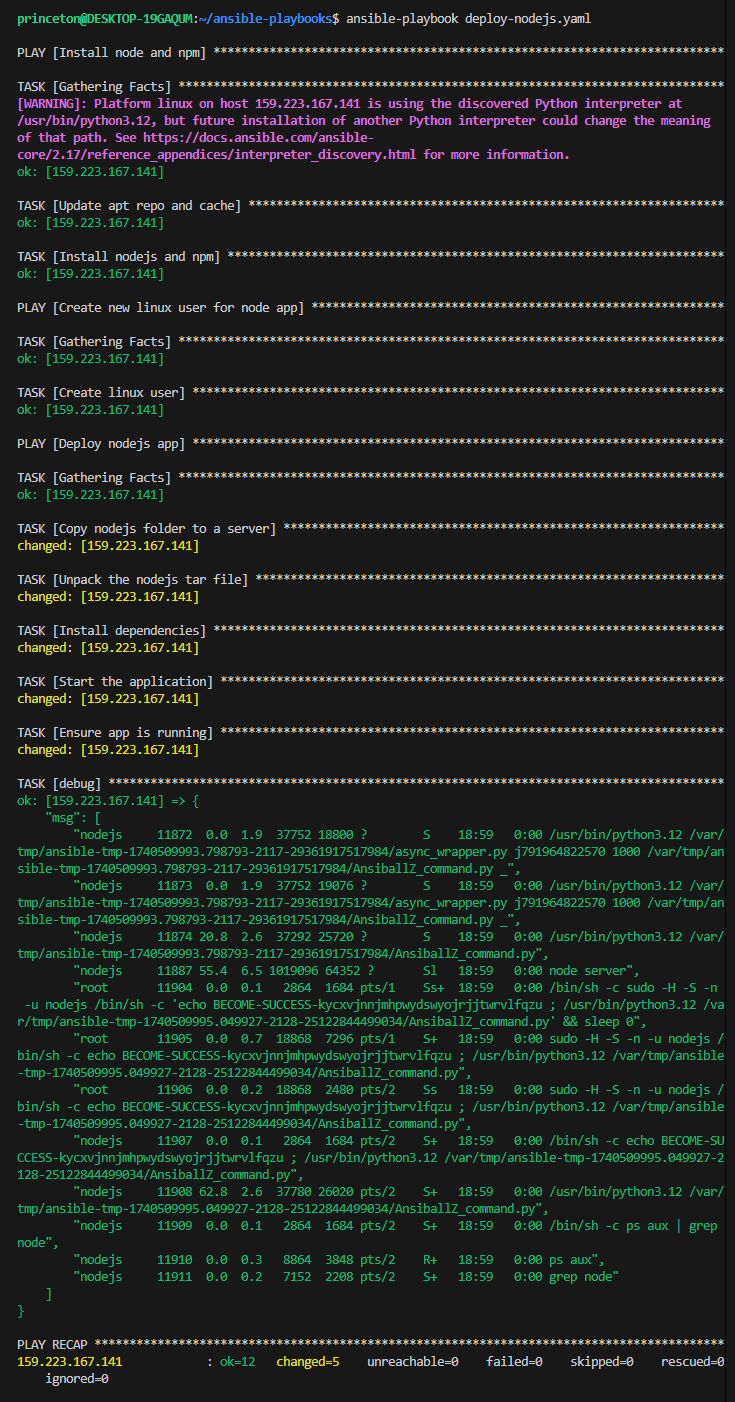 princeton@DESKTOP-19GAQUM:~/ansible-playbooks$ ansible-playbook deploy-nodejs.yaml
PLAY [Install node and npm] *************************************************************************
TASK [Gathering Facts] ******************************************************************************
[WARNING]: Platform linux on host 159.223.167.141 is using the discovered Python interpreter at
/usr/bin/python3.12, but future installation of another Python interpreter could change the meaning
of that path. See https://docs.ansible.com/ansible-
core/2.17/reference_appendices/interpreter_discovery.html for more information.
ok: [159.223.167.141]
TASK [Update apt repo and cache] ********************************************************************
ok: [159.223.167.141]
TASK [Install nodejs and npm] ***********************************************************************
ok: [159.223.167.141]
PLAY [Create new linux user for node app] ***********************************************************
TASK [Gathering Facts] ******************************************************************************
ok: [159.223.167.141]
TASK [Create linux user] ****************************************************************************
ok: [159.223.167.141]
PLAY [Deploy nodejs app] ****************************************************************************
TASK [Gathering Facts] ******************************************************************************
ok: [159.223.167.141]
TASK [Copy nodejs folder to a server] ***************************************************************
changed: [159.223.167.141]
TASK [Unpack the nodejs tar file] *******************************************************************
changed: [159.223.167.141]
TASK [Install dependencies] *************************************************************************
changed: [159.223.167.141]
TASK [Start the application] ************************************************************************
changed: [159.223.167.141]
TASK [Ensure app is running] ************************************************************************
changed: [159.223.167.141]
TASK [debug] ****************************************************************************************
ok: [159.223.167.141] => {
    "msg": [
        "nodejs     11872  0.0  1.9  37752 18800 ?        S    18:59   0:00 /usr/bin/python3.12 /var/
tmp/ansible-tmp-1740509993.798793-2117-29361917517984/async_wrapper.py j791964822570 1000 /var/tmp/an
sible-tmp-1740509993.798793-2117-29361917517984/AnsiballZ_command.py _",
        "nodejs     11873  0.0  1.9  37752 19076 ?        S    18:59   0:00 /usr/bin/python3.12 /var/
tmp/ansible-tmp-1740509993.798793-2117-29361917517984/async_wrapper.py j791964822570 1000 /var/tmp/an
sible-tmp-1740509993.798793-2117-29361917517984/AnsiballZ_command.py _",
        "nodejs     11874 20.8  2.6  37292 25720 ?        S    18:59   0:00 /usr/bin/python3.12 /var/
tmp/ansible-tmp-1740509993.798793-2117-29361917517984/AnsiballZ_command.py",
        "nodejs     11887 55.4  6.5 1019096 64352 ?       Sl   18:59   0:00 node server",
        "root       11904  0.0  0.1   2864  1684 pts/1    Ss+  18:59   0:00 /bin/sh -c sudo -H -S -n
 -u nodejs /bin/sh -c 'echo BECOME-SUCCESS-kycxvjnnjmhpwydswyojrjjtwrvlfqzu ; /usr/bin/python3.12 /va
r/tmp/ansible-tmp-1740509995.049927-2128-25122844499034/AnsiballZ_command.py' && sleep 0",
        "root       11905  0.0  0.7  18868  7296 pts/1    S+   18:59   0:00 sudo -H -S -n -u nodejs /
bin/sh -c echo BECOME-SUCCESS-kycxvjnnjmhpwydswyojrjjtwrvlfqzu ; /usr/bin/python3.12 /var/tmp/ansible
-tmp-1740509995.049927-2128-25122844499034/AnsiballZ_command.py",
        "root       11906  0.0  0.2  18868  2480 pts/2    Ss   18:59   0:00 sudo -H -S -n -u nodejs /
bin/sh -c echo BECOME-SUCCESS-kycxvjnnjmhpwydswyojrjjtwrvlfqzu ; /usr/bin/python3.12 /var/tmp/ansible
-tmp-1740509995.049927-2128-25122844499034/AnsiballZ_command.py",
        "nodejs     11907  0.0  0.1   2864  1684 pts/2    S+   18:59   0:00 /bin/sh -c echo BECOME-SU
CCESS-kycxvjnnjmhpwydswyojrjjtwrvlfqzu ; /usr/bin/python3.12 /var/tmp/ansible-tmp-1740509995.049927-2
128-25122844499034/AnsiballZ_command.py",
        "nodejs     11908 62.8  2.6  37780 26020 pts/2    S+   18:59   0:00 /usr/bin/python3.12 /var/
tmp/ansible-tmp-1740509995.049927-2128-25122844499034/AnsiballZ_command.py",
        "nodejs     11909  0.0  0.1   2864  1684 pts/2    S+   18:59   0:00 /bin/sh -c ps aux | grep
node",
        "nodejs     11910  0.0  0.3   8864  3848 pts/2    R+   18:59   0:00 ps aux",
        "nodejs     11911  0.0  0.2   7152  2208 pts/2    S+   18:59   0:00 grep node"
    ]
}
PLAY RECAP ******************************************************************************************
159.223.167.141            : ok=12   changed=5    unreachable=0    failed=0    skipped=0    rescued=0
    ignored=0